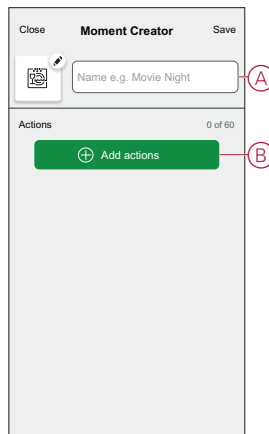 Close Moment Creator Save
Name e.g. Movie Night A
Actions 0 of 60
Add actions B